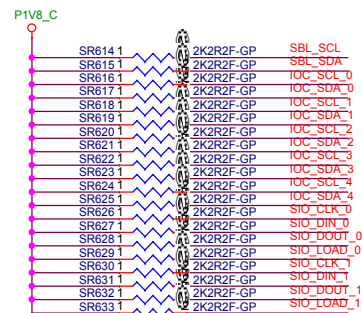 P1V8_C
SR614 1 2K2R2F-GP SBL_SCL
SR615 1 2K2R2F-GP SBL_SDA
SR616 1 2K2R2F-GP IOC_SCL_0
SR617 1 2K2R2F-GP IOC_SDA_0
SR618 1 2K2R2F-GP IOC_SCL_1
SR619 1 2K2R2F-GP IOC_SDA_1
SR620 1 2K2R2F-GP IOC_SCL_2
SR621 1 2K2R2F-GP IOC_SDA_2
SR622 1 2K2R2F-GP IOC_SCL_3
SR623 1 2K2R2F-GP IOC_SDA_3
SR624 1 2K2R2F-GP IOC_SCL_4
SR625 1 2K2R2F-GP IOC_SDA_4
SR626 1 2K2R2F-GP SIO_CLK_0
SR627 1 2K2R2F-GP SIO_DIN_0
SR628 1 2K2R2F-GP SIO_DOUT_0
SR629 1 2K2R2F-GP SIO_LOAD_0
SR630 1 2K2R2F-GP SIO_CLK_1
SR631 1 2K2R2F-GP SIO_DIN_1
SR632 1 2K2R2F-GP SIO_DOUT_1
SR633 1 2K2R2F-GP SIO_LOAD_1